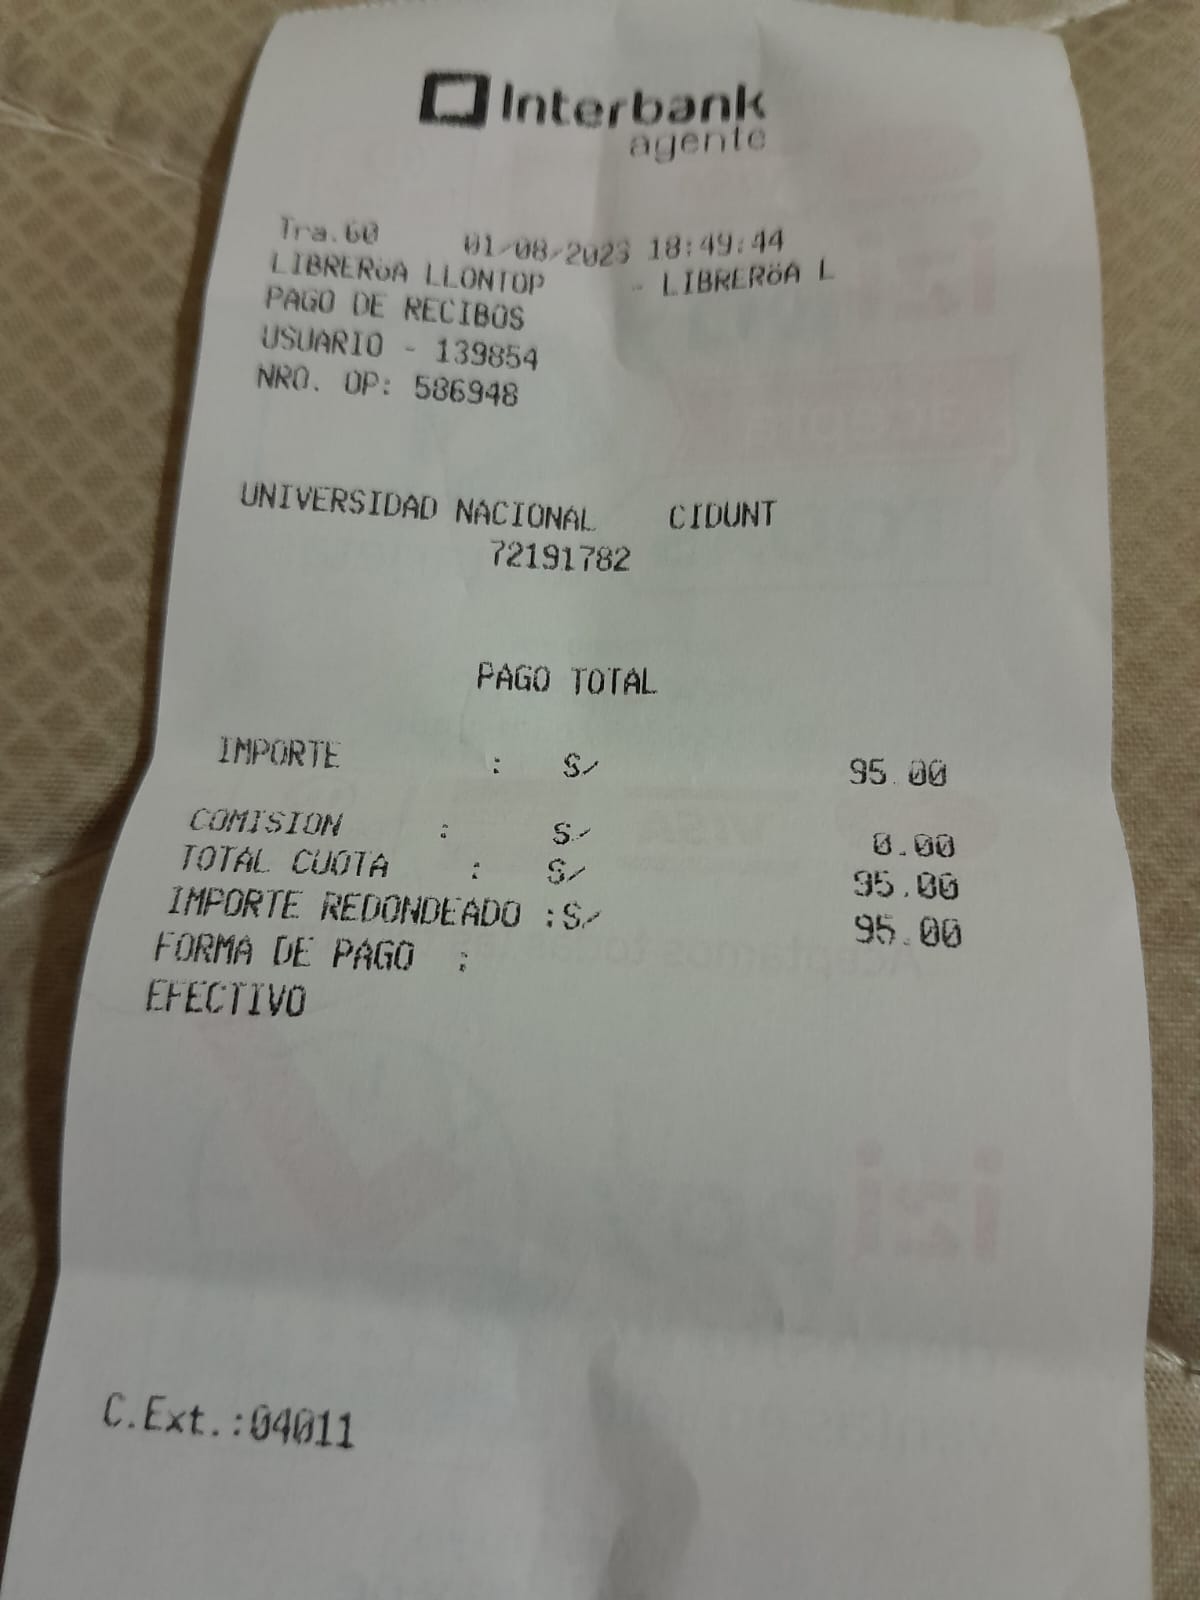 Interbank
agente
Tra.60 01/08/2023 18:49:44
LIBRERöA LLONTOP - LIBRERöA L
PAGO DE RECIBOS
USUARIO - 139854
NRO. OP: 586948
UNIVERSIDAD NACIONAL CIDUNT
72191782
PAGO TOTAL
IMPORTE : S/ 95.00
COMISION : S/ 0.00
TOTAL CUOTA : S/ 95.00
IMPORTE REDONDEADO :S/ 95.00
FORMA DE PAGO :
EFECTIVO
C.Ext.:04011